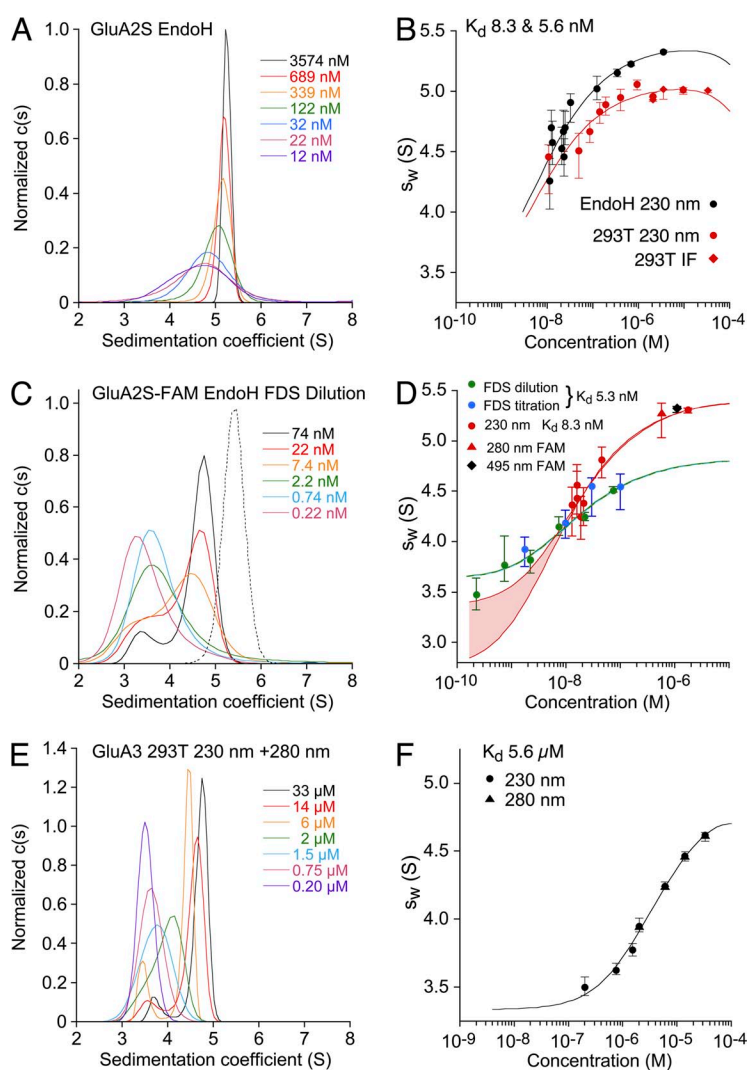 A
GluA2S EndoH
3574 nM
689 nM
339 nM
122 nM
32 nM
22 nM
12 nM
Normalized c(s)
1.0
0.8
0.6
0.4
0.2
0
2 3 4 5 6 7 8
Sedimentation coefficient (S)
B
Kd 8.3 & 5.6 nM
sw (S)
5.5
5.0
4.5
4.0
3.5
EndoH 230 nm
293T 230 nm
293T IF
10-10 10-8 10-6 10-4
Concentration (M)
C
GluA2S-FAM EndoH FDS Dilution
74 nM
22 nM
7.4 nM
2.2 nM
0.74 nM
0.22 nM
Normalized c(s)
1.0
0.8
0.6
0.4
0.2
0
2 3 4 5 6 7 8
Sedimentation coefficient (S)
D
FDS dilution
FDS titration
} Kd 5.3 nM
230 nm Kd 8.3 nM
280 nm FAM
495 nm FAM
sw (S)
5.5
5.0
4.5
4.0
3.5
3.0
10-10 10-8 10-6
Concentration (M)
E
GluA3 293T 230 nm +280 nm
33 µM
14 µM
6 µM
2 µM
1.5 µM
0.75 µM
0.20 µM
Normalized c(s)
1.4
1.2
1.0
0.8
0.6
0.4
0.2
0
2 3 4 5 6 7 8
Sedimentation coefficient (S)
F
Kd 5.6 µM
230 nm
280 nm
sw (S)
5.0
4.5
4.0
3.5
10-9 10-8 10-7 10-6 10-5 10-4
Concentration (M)